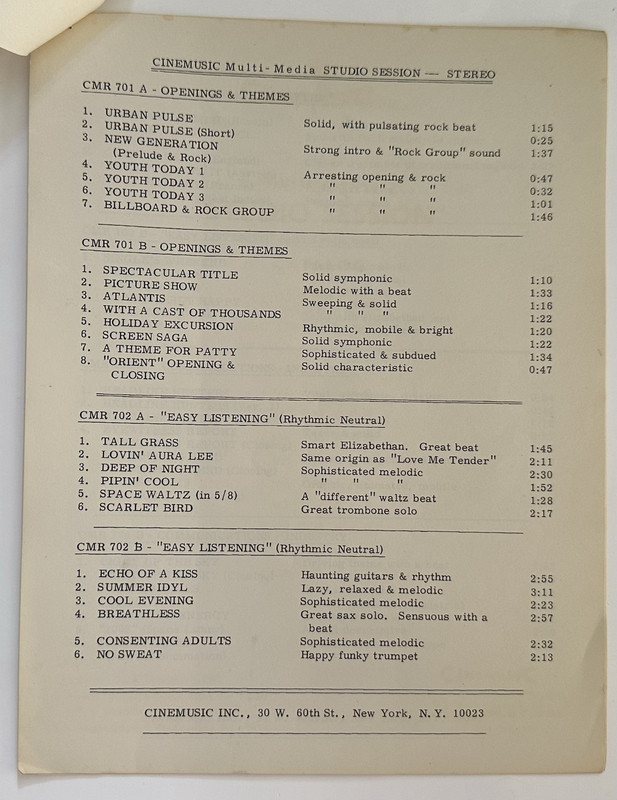 CINEMUSIC Multi-Media STUDIO SESSION — STEREO
CMR 701 A - OPENINGS & THEMES
1. URBAN PULSE Solid, with pulsating rock beat 1:15
2. URBAN PULSE (Short) 0:25
3. NEW GENERATION Strong intro & "Rock Group" sound 1:37
(Prelude & Rock)
4. YOUTH TODAY 1 Arresting opening & rock 0:47
5. YOUTH TODAY 2 " " " 0:32
6. YOUTH TODAY 3 " " " 1:01
7. BILLBOARD & ROCK GROUP " " " 1:46
CMR 701 B - OPENINGS & THEMES
1. SPECTACULAR TITLE Solid symphonic 1:10
2. PICTURE SHOW Melodic with a beat 1:33
3. ATLANTIS Sweeping & solid 1:16
4. WITH A CAST OF THOUSANDS " " " 1:22
5. HOLIDAY EXCURSION Rhythmic, mobile & bright 1:20
6. SCREEN SAGA Solid symphonic 1:22
7. A THEME FOR PATTY Sophisticated & subdued 1:34
8. "ORIENT" OPENING & Solid characteristic 0:47
CLOSING
CMR 702 A - "EASY LISTENING" (Rhythmic Neutral)
1. TALL GRASS Smart Elizabethan. Great beat 1:45
2. LOVIN' AURA LEE Same origin as "Love Me Tender" 2:11
3. DEEP OF NIGHT Sophisticated melodic 2:30
4. PIPIN' COOL " " " 1:52
5. SPACE WALTZ (in 5/8) A "different" waltz beat 1:28
6. SCARLET BIRD Great trombone solo 2:17
CMR 702 B - "EASY LISTENING" (Rhythmic Neutral)
1. ECHO OF A KISS Haunting guitars & rhythm 2:55
2. SUMMER IDYL Lazy, relaxed & melodic 3:11
3. COOL EVENING Sophisticated melodic 2:23
4. BREATHLESS Great sax solo. Sensuous with a 2:57
beat
5. CONSENTING ADULTS Sophisticated melodic 2:32
6. NO SWEAT Happy funky trumpet 2:13
CINEMUSIC INC., 30 W. 60th St., New York, N.Y. 10023